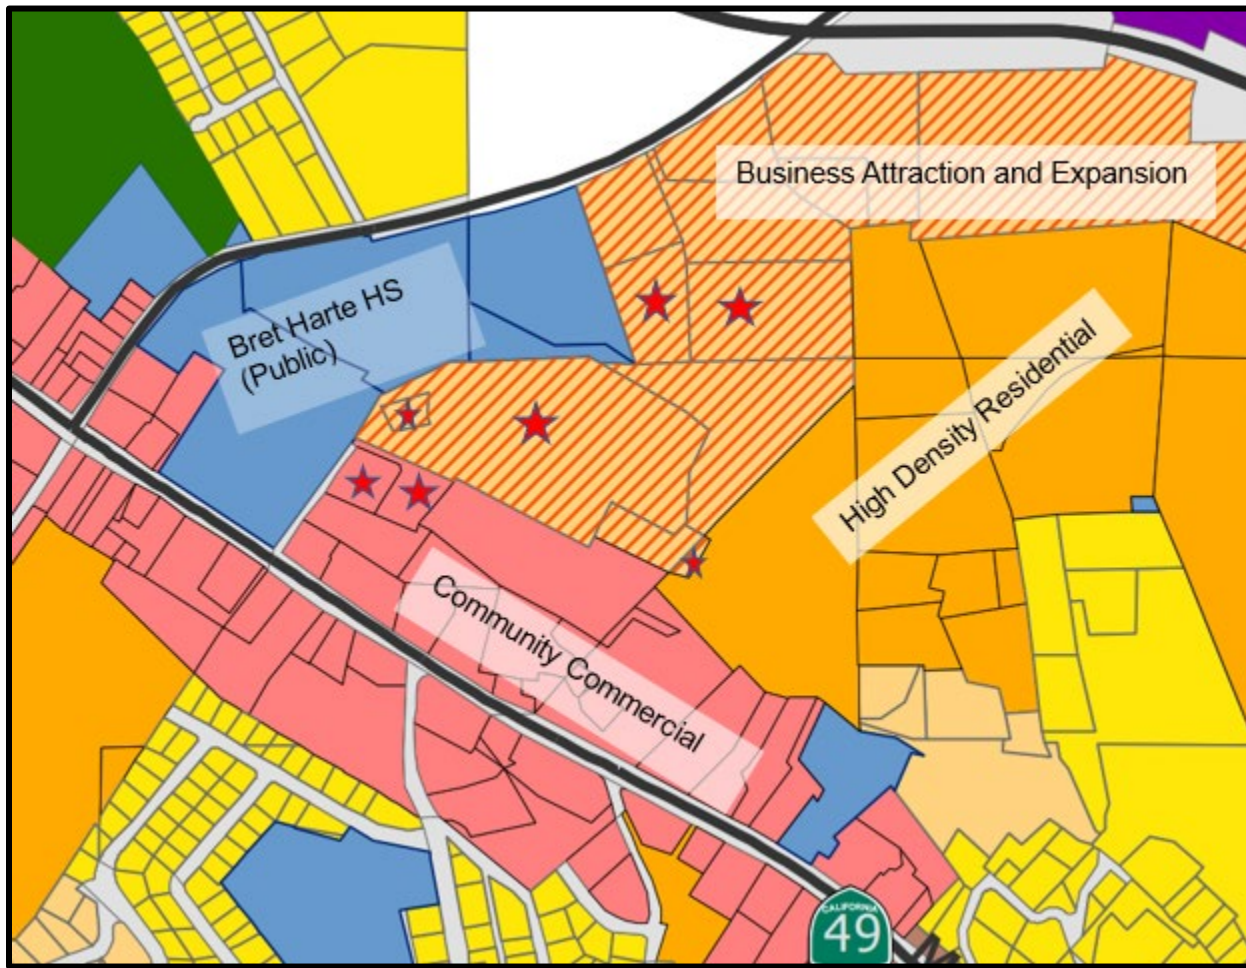 Business Attraction and Expansion
Bret Harte HS
(Public)
High Density Residential
Community Commercial
CALIFORNIA
49